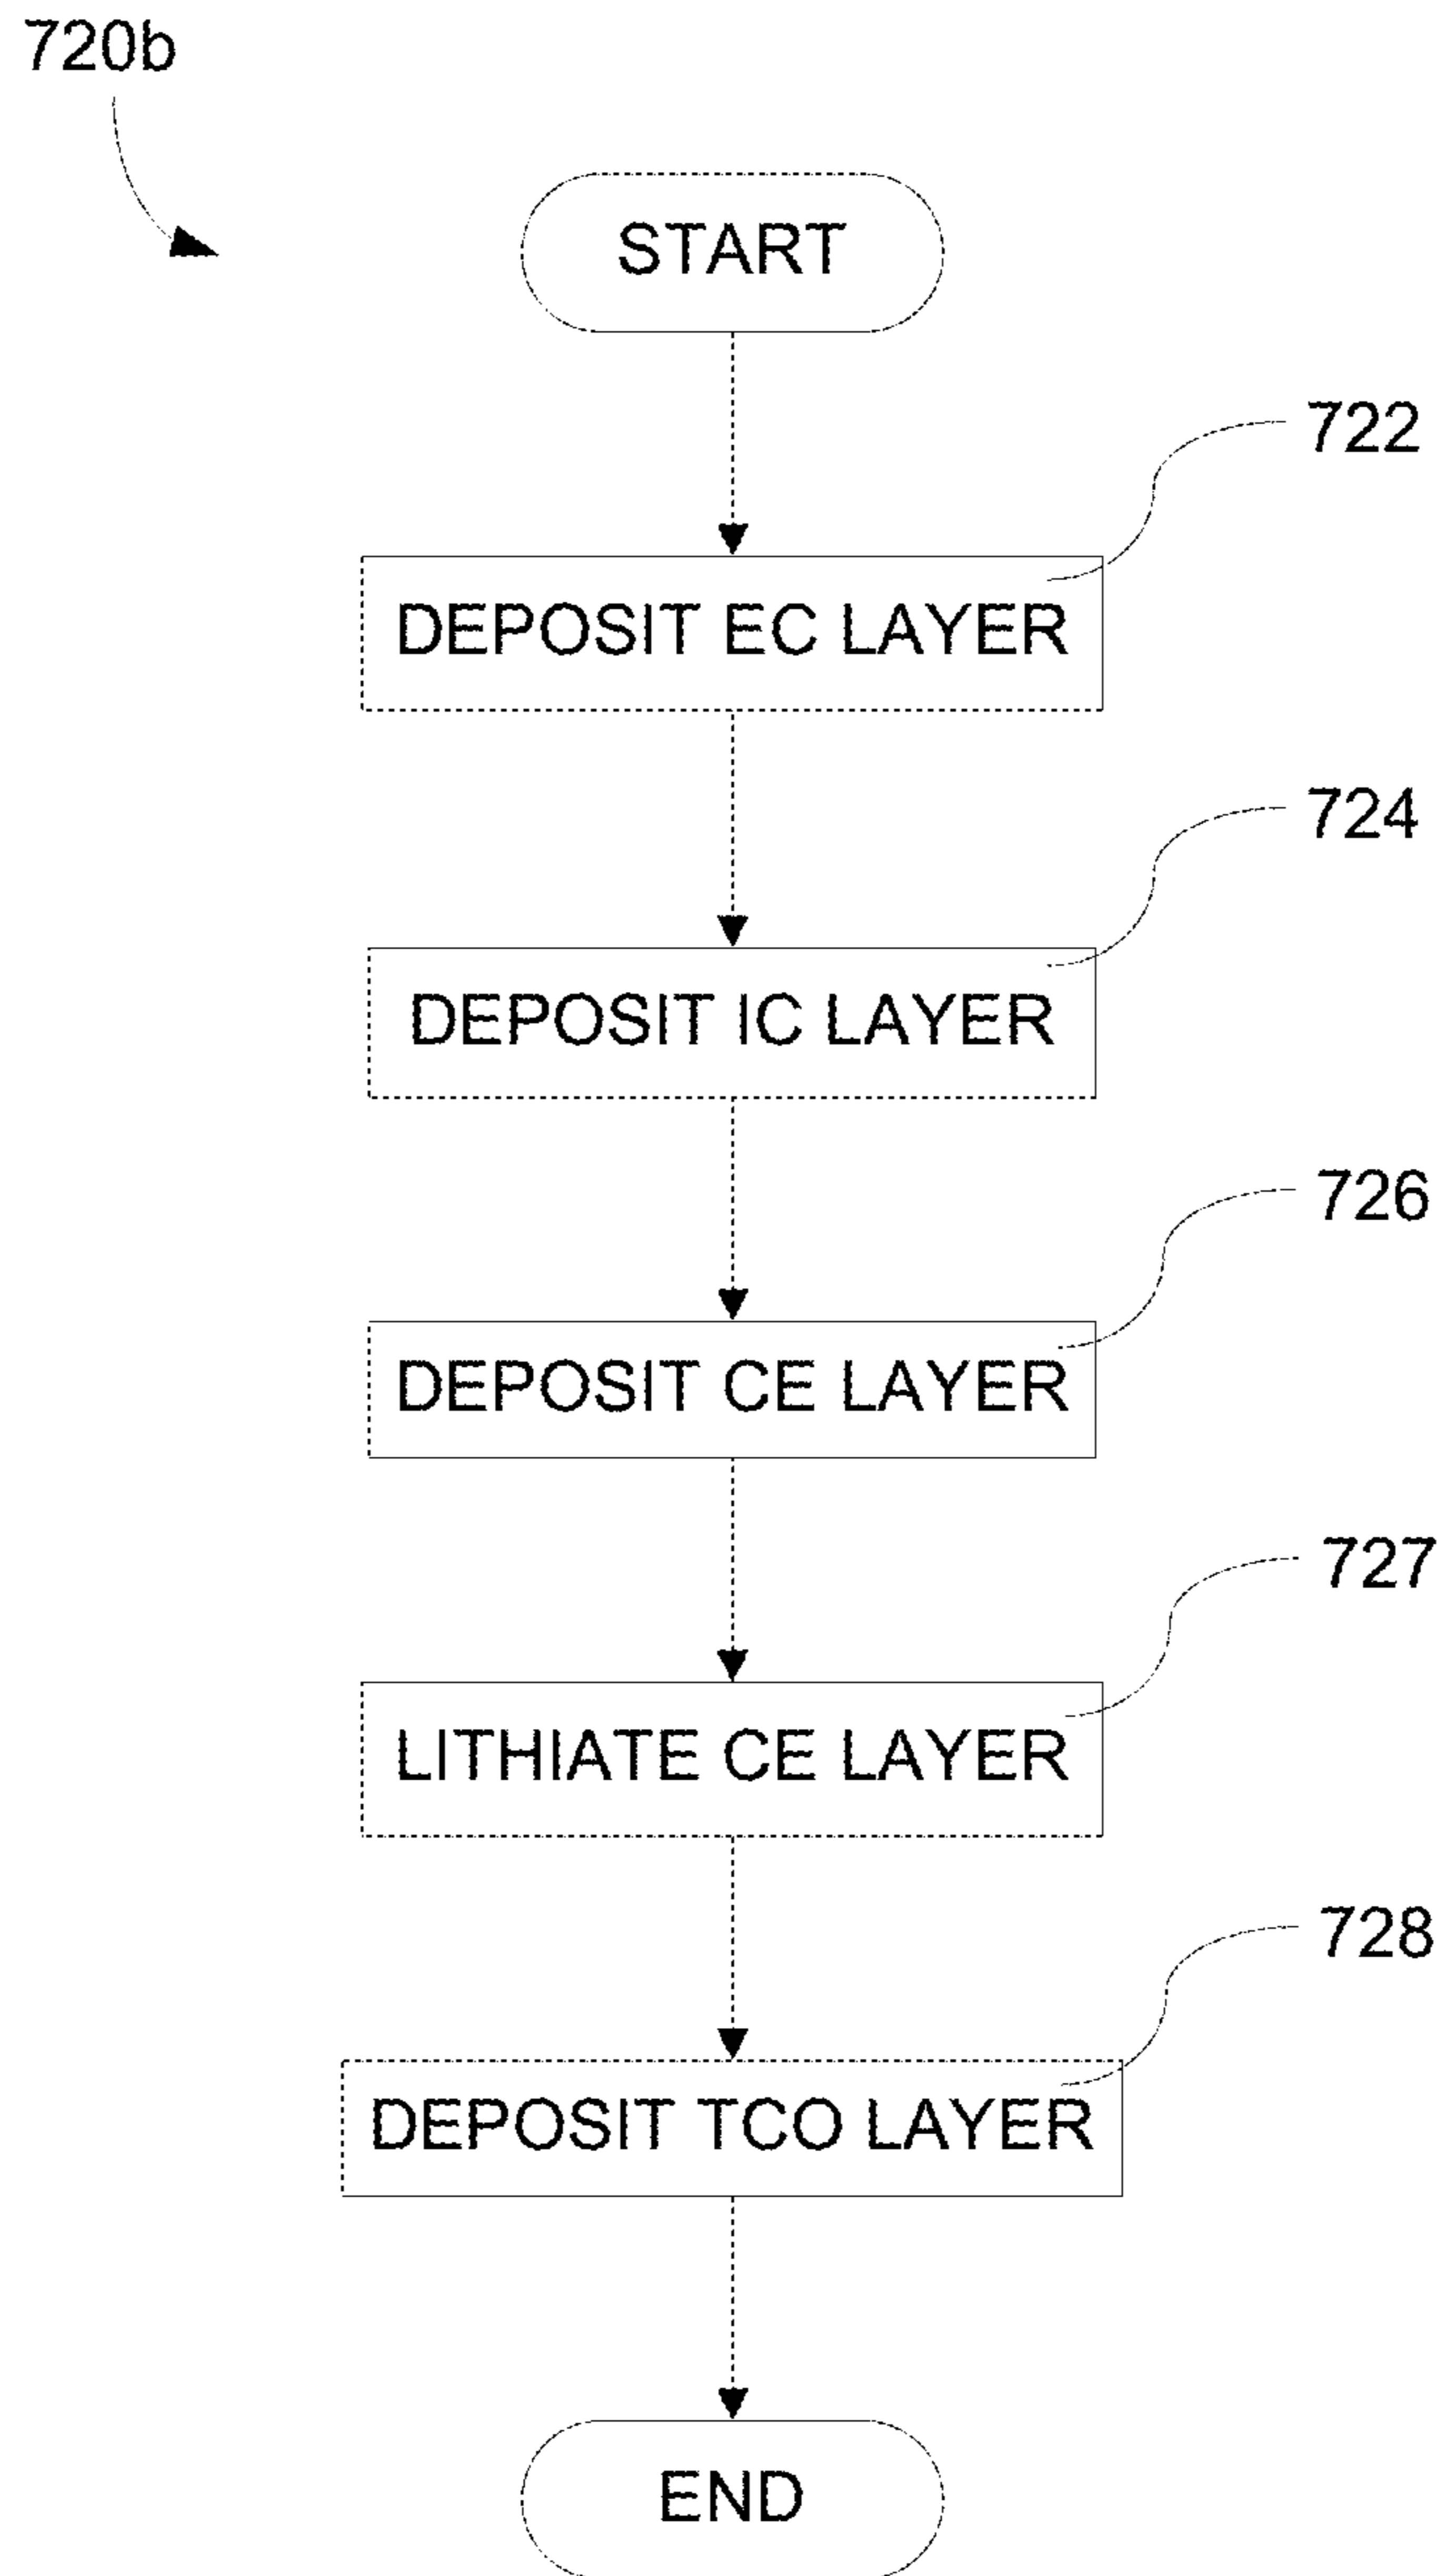 720b
START
722
DEPOSIT EC LAYER
724
DEPOSIT IC LAYER
726
DEPOSIT CE LAYER
727
LITHIATE CE LAYER
728
DEPOSIT TCO LAYER
END